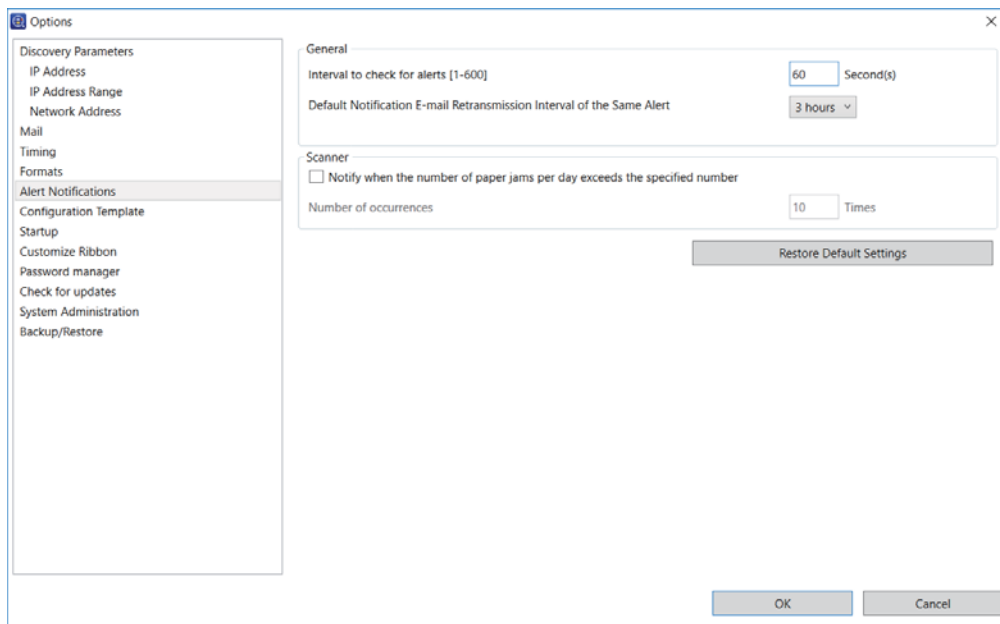 Options
Discovery Parameters
IP Address
IP Address Range
Network Address
Mail
Timing
Formats
Alert Notifications
Configuration Template
Startup
Customize Ribbon
Password manager
Check for updates
System Administration
Backup/Restore
General
Interval to check for alerts [1-600] 60 Second(s)
Default Notification E-mail Retransmission Interval of the Same Alert 3 hours
Scanner
Notify when the number of paper jams per day exceeds the specified number
Number of occurrences 10 Times
Restore Default Settings
OK Cancel